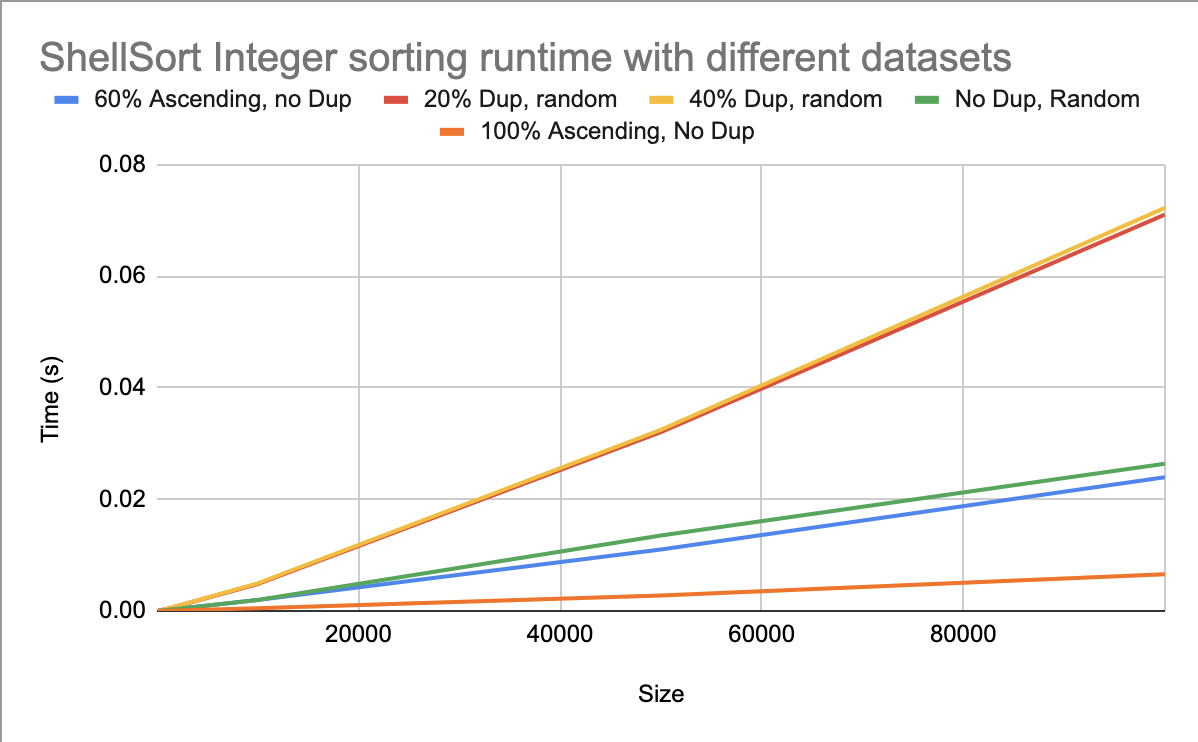 ShellSort Integer sorting runtime with different datasets
60% Ascending, no Dup 20% Dup, random 40% Dup, random No Dup, Random
100% Ascending, No Dup
0.08
0.06
0.04
0.02
0.00
Time (s)
20000 40000 60000 80000
Size